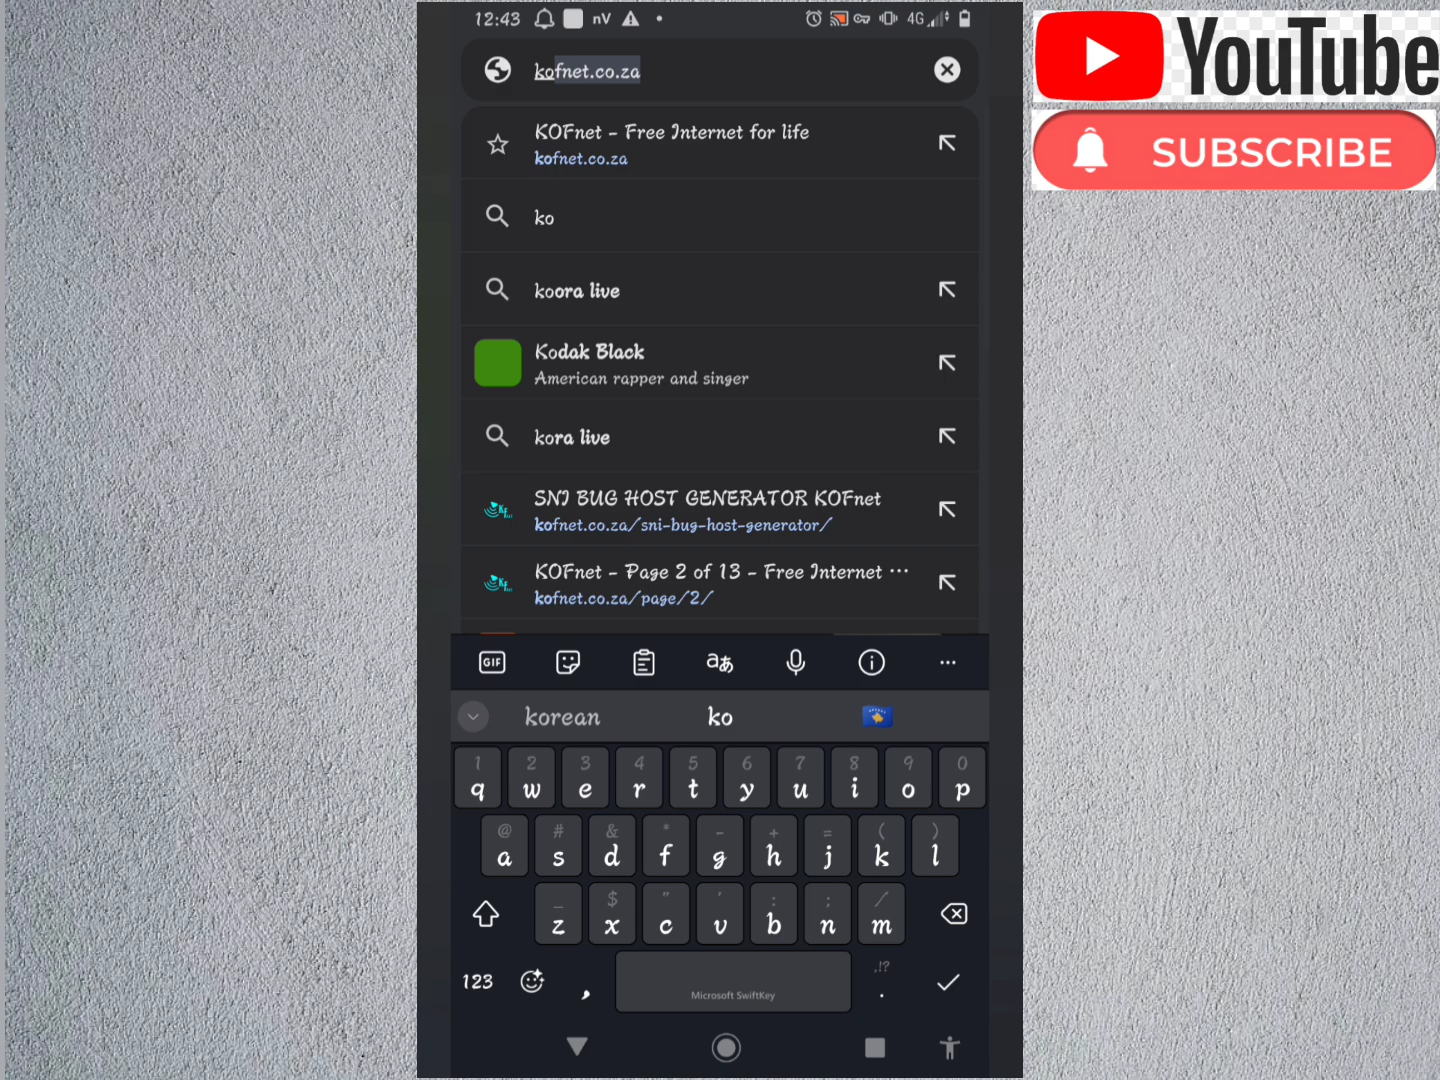 12:43 nV 4G
kofnet.co.za
KOFnet - Free Internet for life
kofnet.co.za
ko
koora live
Kodak Black
American rapper and singer
kora live
SNI BUG HOST GENERATOR KOFnet
kofnet.co.za/sni-bug-host-generator/
KOFnet - Page 2 of 13 - Free Internet ...
kofnet.co.za/page/2/
GIF aあ ...
korean ko
1 2 3 4 5 6 7 8 9 0
q w e r t y u i o p
@ # & * - + = ( )
a s d f g h j k l
_ $ " ' : ; /
z x c v b n m
123 , Microsoft SwiftKey ,!? .
YouTube
SUBSCRIBE